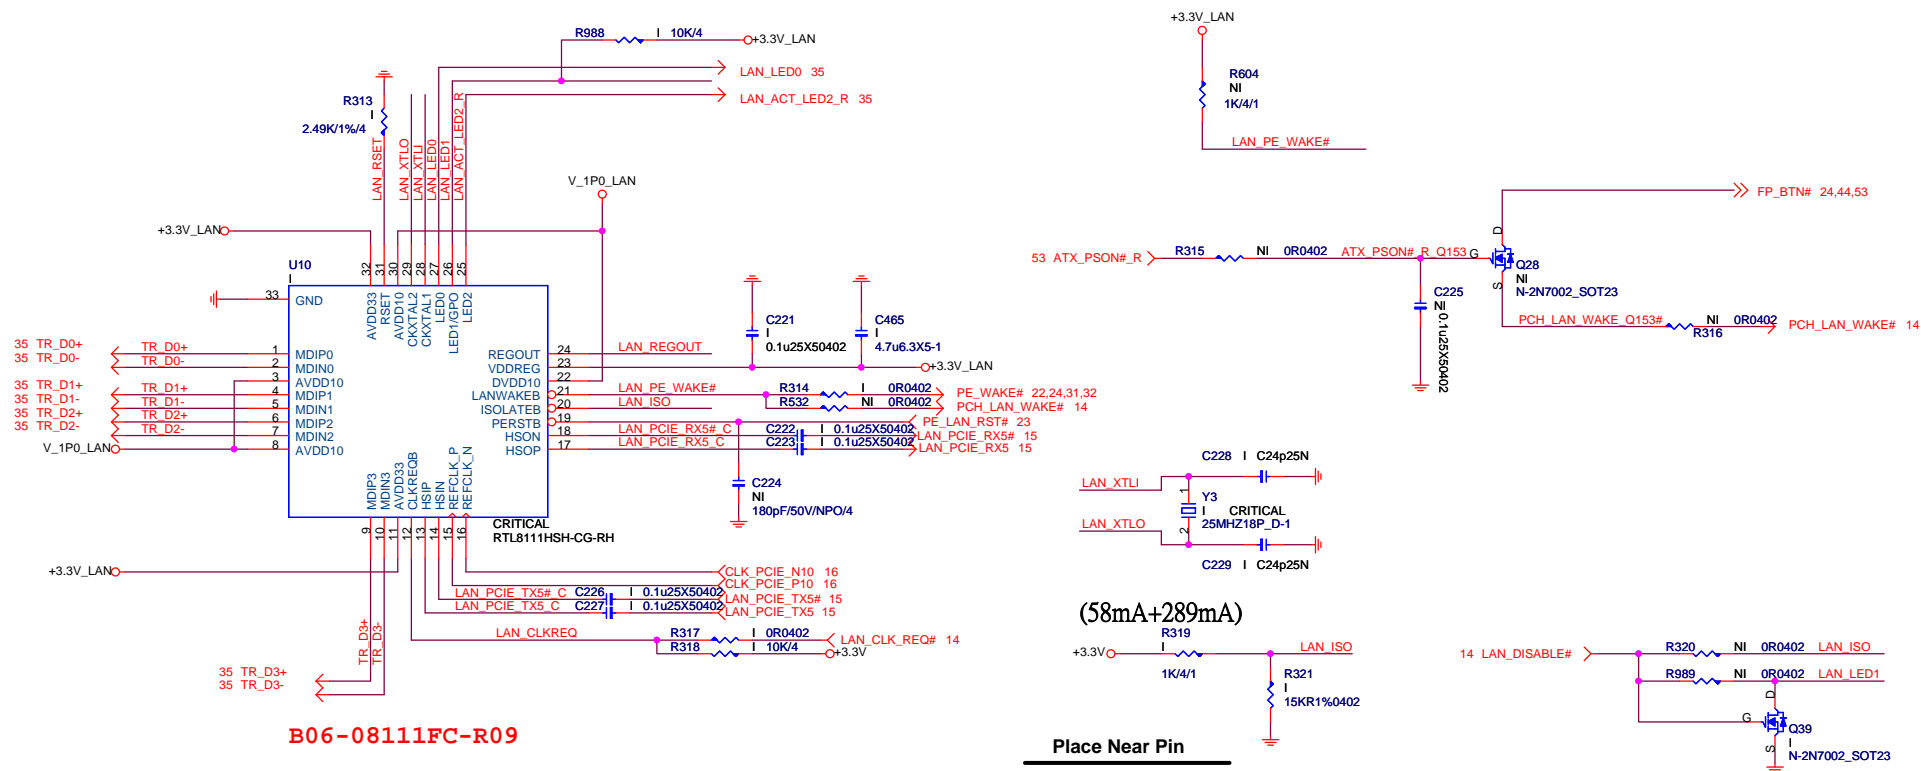 R988 I 10K/4 +3.3V_LAN
LAN_LED0 35
LAN_ACT_LED2_R 35
R313
I
2.49K/1%/4
LAN_RSET
LAN_XTLO
LAN_XTLI
LAN_LED0
LAN_LED1
LAN_ACT_LED2_R
V_1P0_LAN
+3.3V_LAN
U10
I
32
31
30
29
28
27
26
25
AVDD33
RSET
AVDD10
CKXTAL2
CKXTAL1
LED0
LED1/GPO
LED2
33 GND
35 TR_D0+ TR_D0+ 1 MDIP0
35 TR_D0- TR_D0- 2 MDIN0
3 AVDD10
35 TR_D1+ TR_D1+ 4 MDIP1
35 TR_D1- TR_D1- 5 MDIN1
35 TR_D2+ TR_D2+ 6 MDIP2
35 TR_D2- TR_D2- 7 MDIN2
V_1P0_LAN 8 AVDD10
REGOUT 24 LAN_REGOUT
VDDREG 23 +3.3V_LAN
DVDD10 22
LANWAKEB 21 LAN_PE_WAKE# R314 I 0R0402 PE_WAKE# 22,24,31,32
ISOLATEB 20 LAN_ISO R532 NI 0R0402 PCH_LAN_WAKE# 14
PERSTB 19 PE_LAN_RST# 23
HSON 18 LAN_PCIE_RX5#_C C222 I 0.1u25X50402 LAN_PCIE_RX5# 15
HSOP 17 LAN_PCIE_RX5_C C223 I 0.1u25X50402 LAN_PCIE_RX5 15
C221
I
0.1u25X50402
C465
I
4.7u6.3X5-1
C224
NI
180pF/50V/NPO/4
MDIP3
MDIN3
AVDD33
CLKREQB
HSIP
HSIN
REFCLK_P
REFCLK_N
9
10
11
12
13
14
15
16
CRITICAL
RTL8111HSH-CG-RH
+3.3V_LAN
CLK_PCIE_N10 16
CLK_PCIE_P10 16
LAN_PCIE_TX5#_C C226 I 0.1u25X50402 LAN_PCIE_TX5# 15
LAN_PCIE_TX5_C C227 I 0.1u25X50402 LAN_PCIE_TX5 15
LAN_CLKREQ R317 I 0R0402 LAN_CLK_REQ# 14
R318 I 10K/4 +3.3V
TR_D3+
TR_D3-
35 TR_D3+
35 TR_D3-
B06-08111FC-R09
+3.3V_LAN
R604
NI
1K/4/1
LAN_PE_WAKE#
FP_BTN# 24,44,53
53 ATX_PSON#_R R315 NI 0R0402 ATX_PSON#_R_Q153 G
D
S
Q28
NI
N-2N7002_SOT23
C225
NI
0.1u25X50402
PCH_LAN_WAKE_Q153# R316 NI 0R0402 PCH_LAN_WAKE# 14
C228 I C24p25N
LAN_XTLI
1
Y3
I CRITICAL
25MHZ18P_D-1
LAN_XTLO
2
C229 I C24p25N
(58mA+289mA)
R319
I
+3.3V LAN_ISO
1K/4/1
R321
I
15KR1%0402
Place Near Pin
14 LAN_DISABLE# R320 NI 0R0402 LAN_ISO
R989 NI 0R0402 LAN_LED1
D
G
S
Q39
I
N-2N7002_SOT23